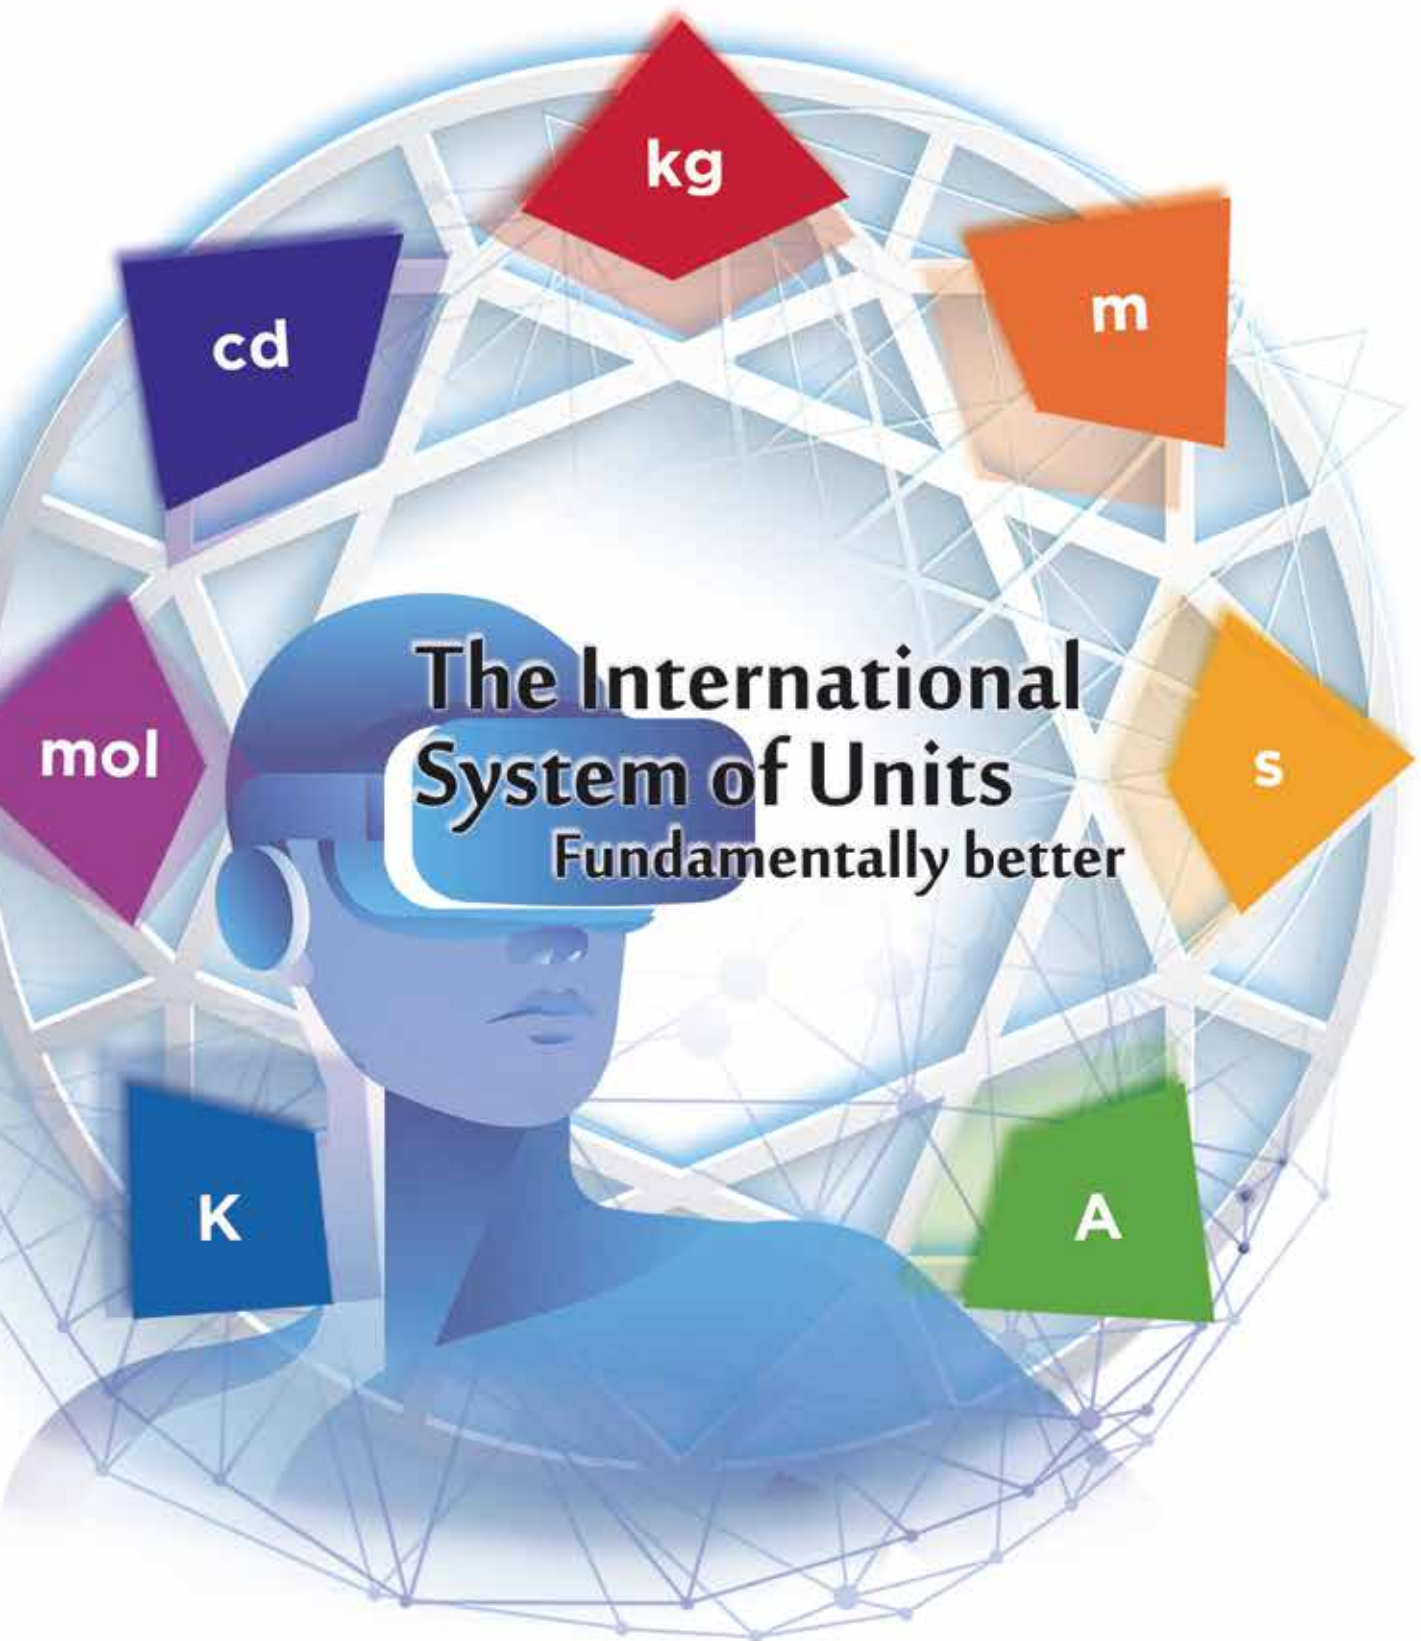 kg
m
cd
The International
System of Units
Fundamentally better
mol
s
K
A